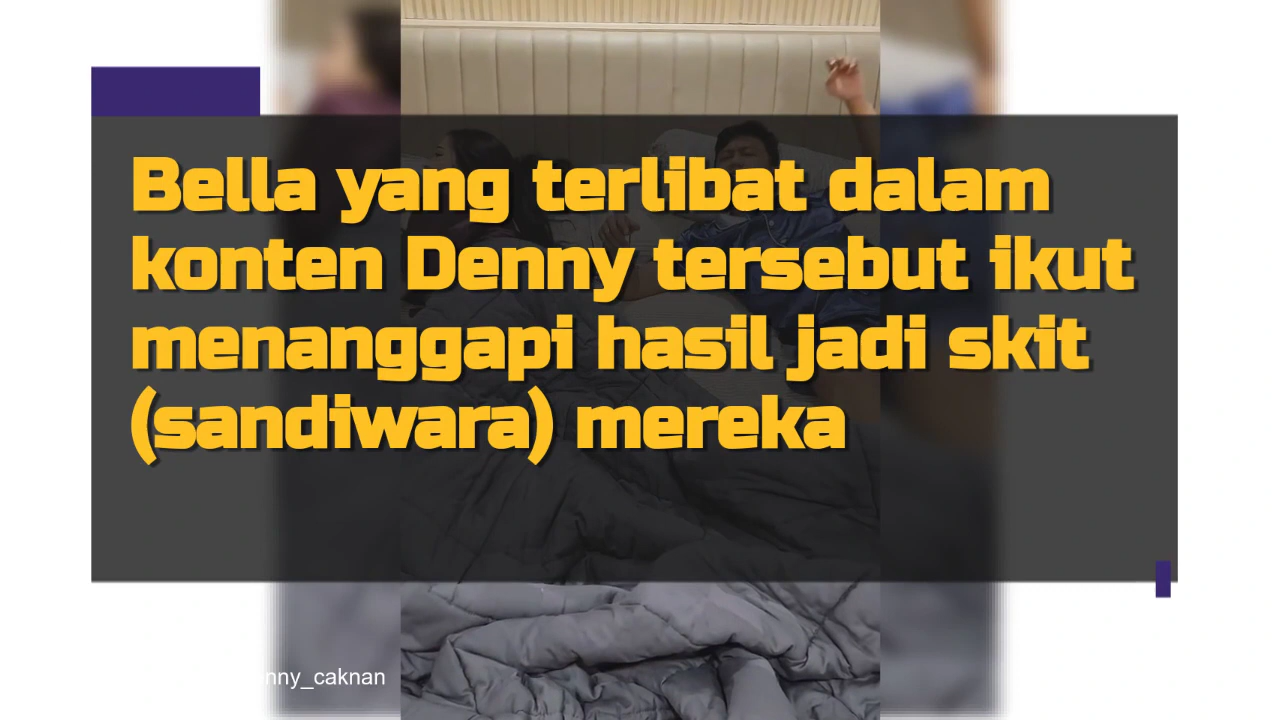 Bella yang terlibat dalam
konten Denny tersebut ikut
menanggapi hasil jadi skit
(sandiwara) mereka
nny_caknan